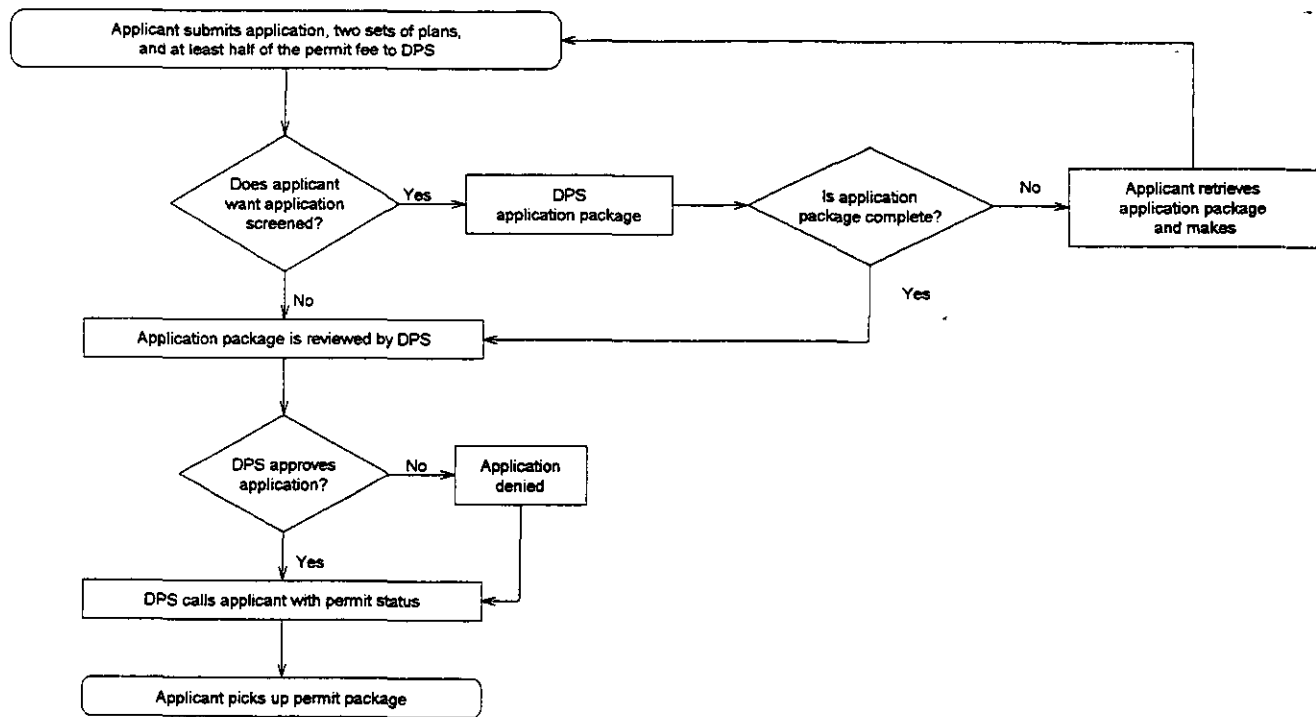 Applicant submits application, two sets of plans,
and at least half of the permit fee to DPS
Does applicant
want application
screened?
Yes
DPS
application package
Is application
package complete?
No
Applicant retrieves
application package
and makes
No
Yes
Application package is reviewed by DPS
DPS approves
application?
No
Application
denied
Yes
DPS calls applicant with permit status
Applicant picks up permit package